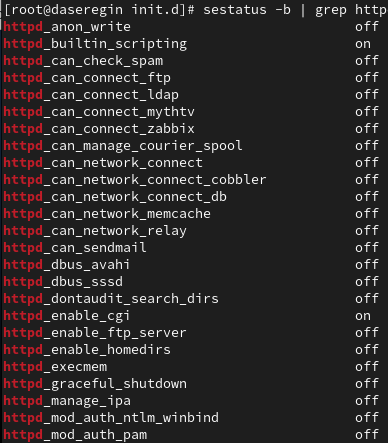 [root@daseregin init.d]# sestatus -b | grep http
httpd_anon_write off
httpd_builtin_scripting on
httpd_can_check_spam off
httpd_can_connect_ftp off
httpd_can_connect_ldap off
httpd_can_connect_mythtv off
httpd_can_connect_zabbix off
httpd_can_manage_courier_spool off
httpd_can_network_connect off
httpd_can_network_connect_cobbler off
httpd_can_network_connect_db off
httpd_can_network_memcache off
httpd_can_network_relay off
httpd_can_sendmail off
httpd_dbus_avahi off
httpd_dbus_sssd off
httpd_dontaudit_search_dirs off
httpd_enable_cgi on
httpd_enable_ftp_server off
httpd_enable_homedirs off
httpd_execmem off
httpd_graceful_shutdown off
httpd_manage_ipa off
httpd_mod_auth_ntlm_winbind off
httpd_mod_auth_pam off